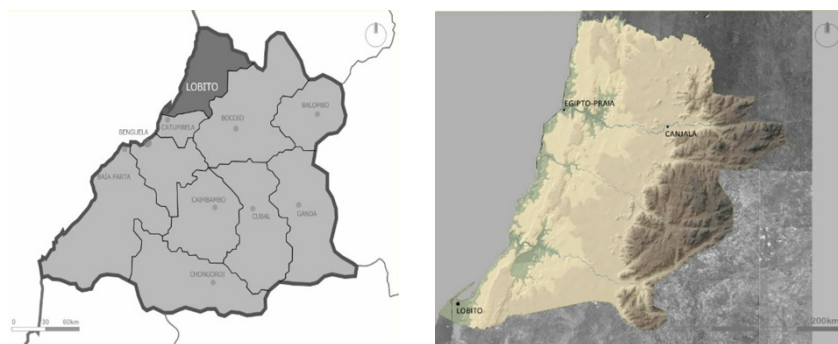 LOBITO
BALOMBO
BOCOIO
CATUMBELA
BENGUELA
BAÍA FARTA
CAIMBAMBO
CUBAL
GANDA
CHONGOROI
0 30 60km
EGIPTO-PRAIA
CANJALA
LOBITO
200km